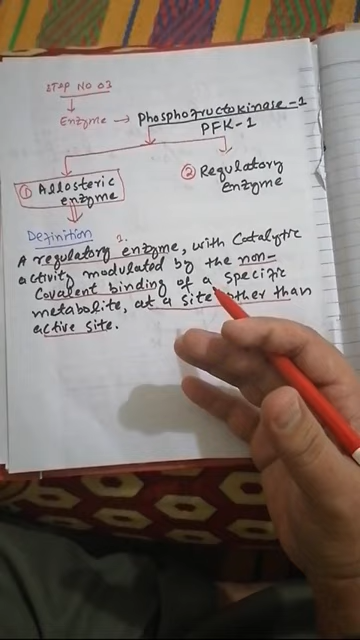 STEP NO 03
Enzyme → Phosphofructokinase-1
PFK-1
① Allosteric enzyme
② Regulatory enzyme
Definition
A regulatory enzyme, with Catalytic
activity modulated by the non-
Covalent binding of a specific
metabolite, at a site other than
active site.